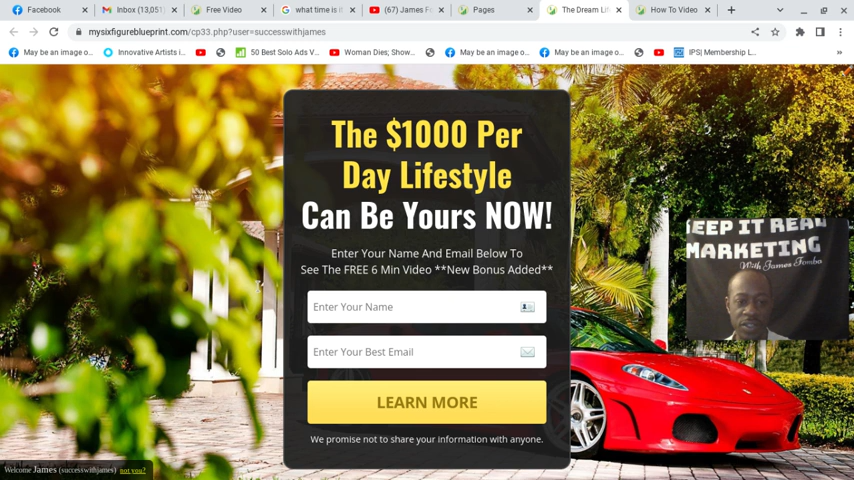 Facebook
Inbox (13,051)
Free Video
what time is it
(67) James Fo
Pages
The Dream Lif
How To Video
mysixfigureblueprint.com/cp33.php?user=successwithjames
May be an image o...
Innovative Artists i...
50 Best Solo Ads V...
Woman Dies; Show...
May be an image o...
May be an image o...
IPS| Membership L...
»
The $1000 Per
Day Lifestyle
Can Be Yours NOW!
Enter Your Name And Email Below To
See The FREE 6 Min Video **New Bonus Added**
Enter Your Name
Enter Your Best Email
LEARN MORE
We promise not to share your information with anyone.
KEEP IT REAL
MARKETING
With James Fomba
Welcome James (successwithjames) not you?